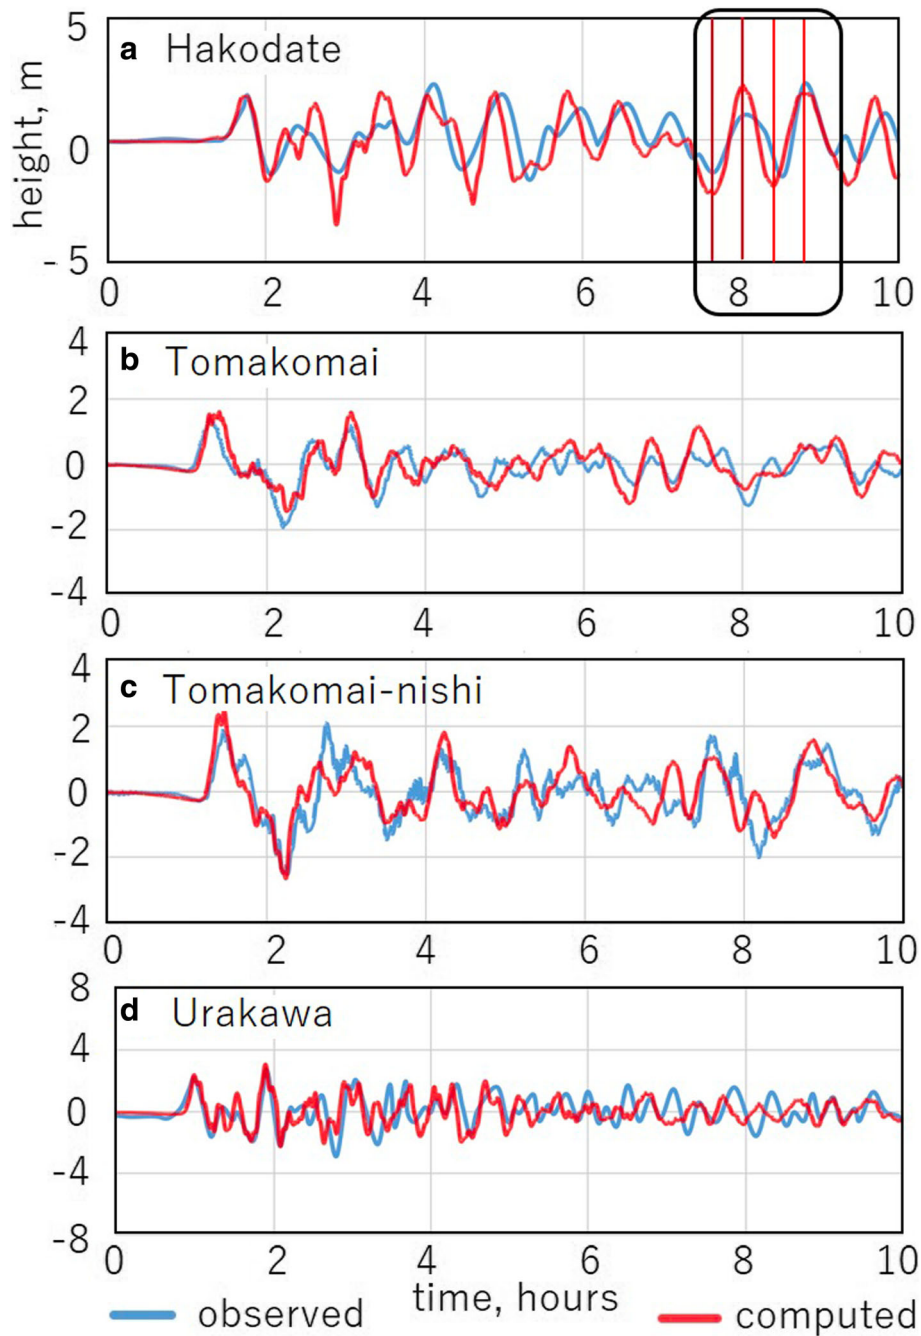 5
a Hakodate
height, m
0
- 5
0 2 4 6 8 10
4
b Tomakomai
2
0
-2
-4
0 2 4 6 8 10
4
c Tomakomai-nishi
2
0
-2
-4
0 2 4 6 8 10
8
d Urakawa
4
0
-4
-8
0 2 4 6 8 10
time, hours
observed computed